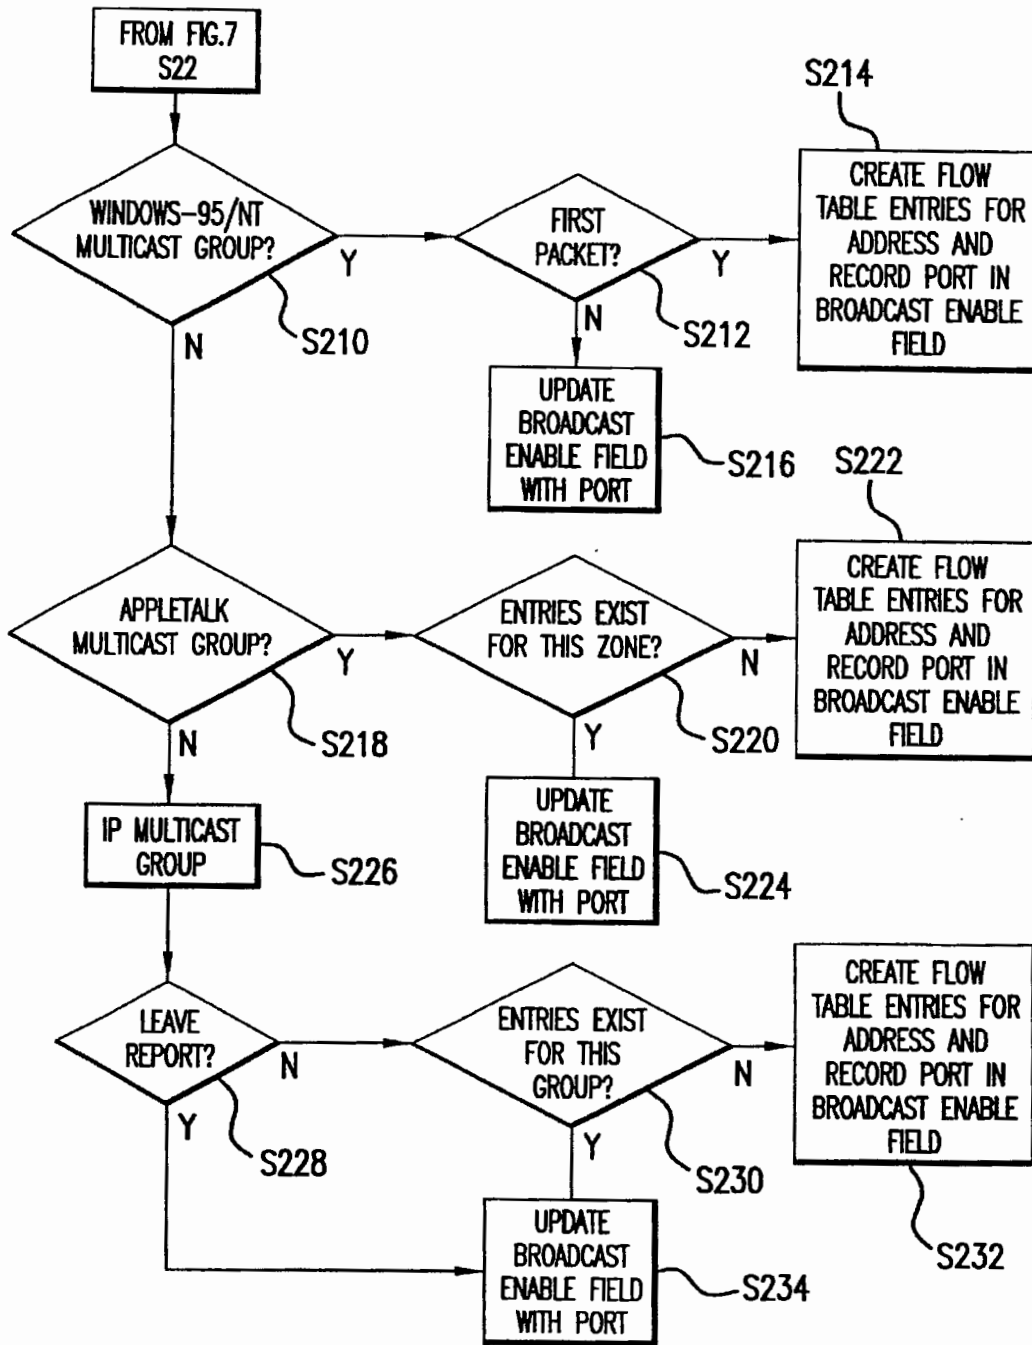 FROM FIG.7
S22
S214
WINDOWS-95/NT
MULTICAST GROUP?
Y
N
S210
FIRST
PACKET?
Y
N
S212
CREATE FLOW
TABLE ENTRIES FOR
ADDRESS AND
RECORD PORT IN
BROADCAST ENABLE
FIELD
UPDATE
BROADCAST
ENABLE FIELD
WITH PORT
S216
S222
APPLETALK
MULTICAST GROUP?
Y
N
S218
ENTRIES EXIST
FOR THIS ZONE?
N
Y
S220
CREATE FLOW
TABLE ENTRIES FOR
ADDRESS AND
RECORD PORT IN
BROADCAST ENABLE
FIELD
UPDATE
BROADCAST
ENABLE FIELD
WITH PORT
S224
IP MULTICAST
GROUP
S226
LEAVE
REPORT?
N
Y
S228
ENTRIES EXIST
FOR THIS
GROUP?
N
Y
S230
CREATE FLOW
TABLE ENTRIES FOR
ADDRESS AND
RECORD PORT IN
BROADCAST ENABLE
FIELD
S232
UPDATE
BROADCAST
ENABLE FIELD
WITH PORT
S234